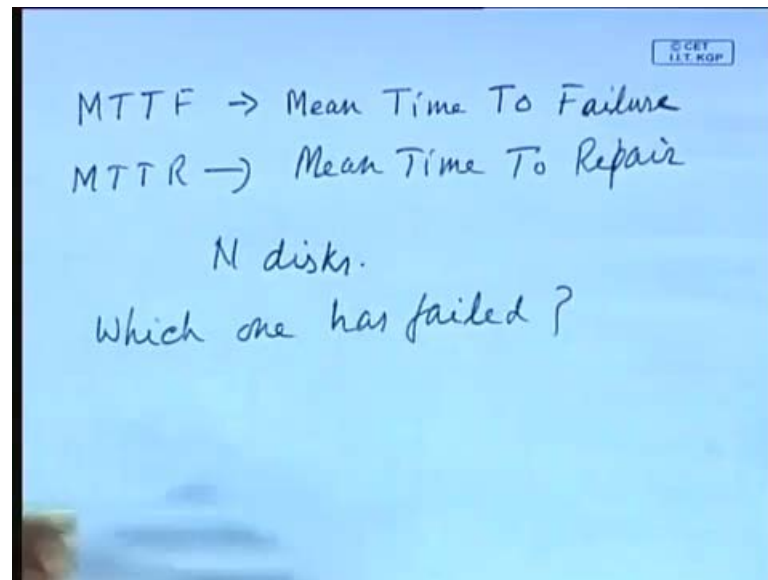 © CET
I.I.T. KGP
MTTF → Mean Time To Failure
MTTR → Mean Time To Repair
N disks.
Which one has failed ?